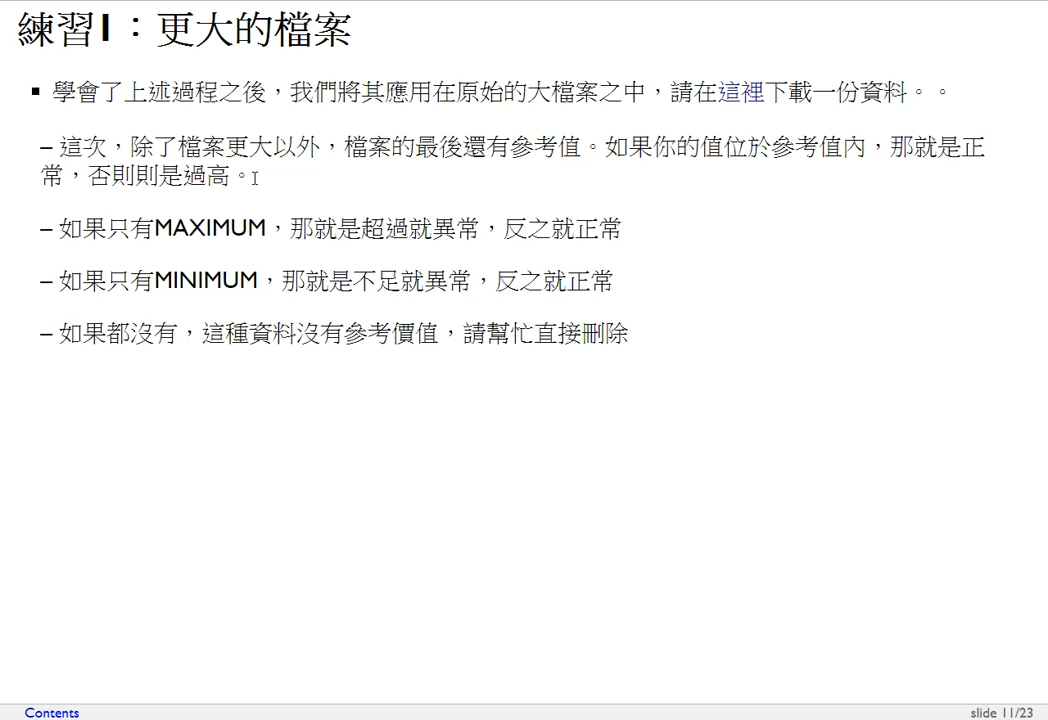 練習1：更大的檔案
▪ 學會了上述過程之後，我們將其應用在原始的大檔案之中，請在這裡下載一份資料。。
– 這次，除了檔案更大以外，檔案的最後還有參考值。如果你的值位於參考值內，那就是正
常，否則則是過高。
– 如果只有MAXIMUM，那就是超過就異常，反之就正常
– 如果只有MINIMUM，那就是不足就異常，反之就正常
– 如果都沒有，這種資料沒有參考價值，請幫忙直接刪除
Contents
slide 11/23